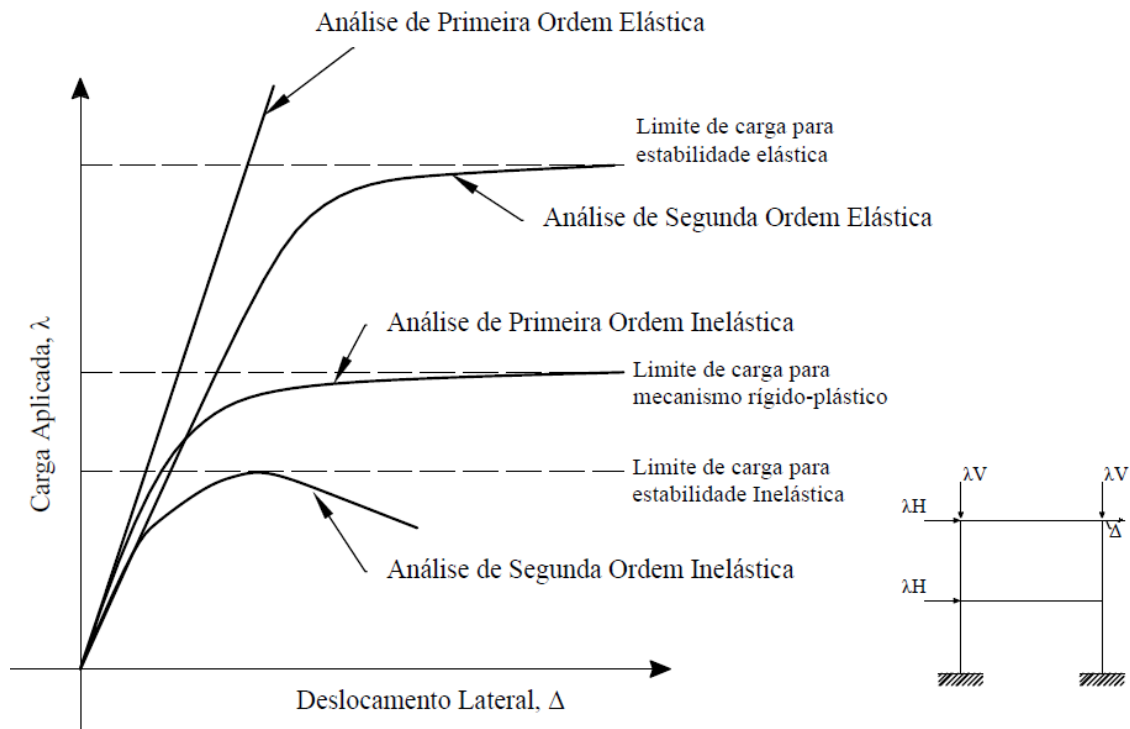 Análise de Primeira Ordem Elástica
Limite de carga para
estabilidade elástica
Análise de Segunda Ordem Elástica
Análise de Primeira Ordem Inelástica
Limite de carga para
mecanismo rígido-plástico
Limite de carga para
estabilidade Inelástica
Análise de Segunda Ordem Inelástica
Carga Aplicada, λ
Deslocamento Lateral, Δ
λV
λV
λH
Δ
λH